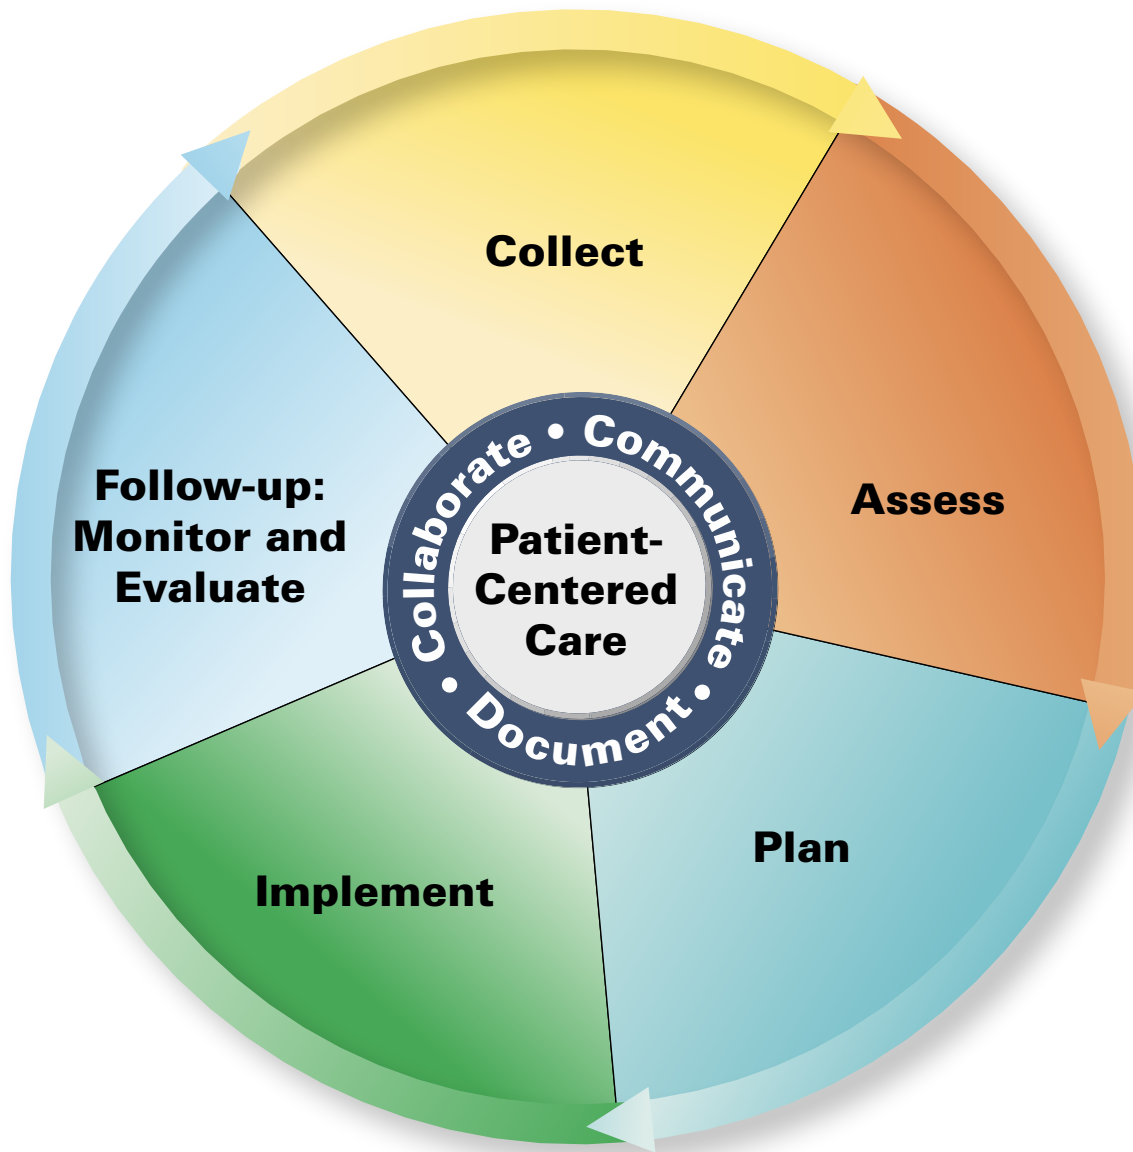 Collect
Assess
Plan
Implement
Follow-up:
Monitor and
Evaluate
Collaborate • Communicate • Document •
Patient-
Centered
Care